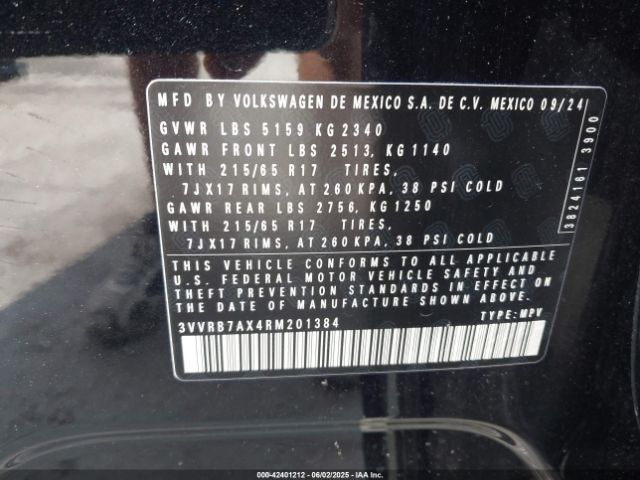 MFD BY VOLKSWAGEN DE MEXICO S.A. DE C.V. MEXICO 09/24
GVWR LBS 5159 KG 2340
GAWR FRONT LBS 2513, KG 1140
WITH 215/65 R17 TIRES,
7JX17 RIMS, AT 260 KPA, 38 PSI COLD
GAWR REAR LBS 2756, KG 1250
WITH 215/65 R17 TIRES,
7JX17 RIMS, AT 260 KPA, 38 PSI COLD
THIS VEHICLE CONFORMS TO ALL APPLICABLE
U.S. FEDERAL MOTOR VEHICLE SAFETY AND
THEFT PREVENTION STANDARDS IN EFFECT ON
THE DATE OF MANUFACTURE SHOWN ABOVE.
3VVRB7AX4RM201384 TYPE: MPV
3824161 3900
000-42401212 06/02/2025 IAAI.COM